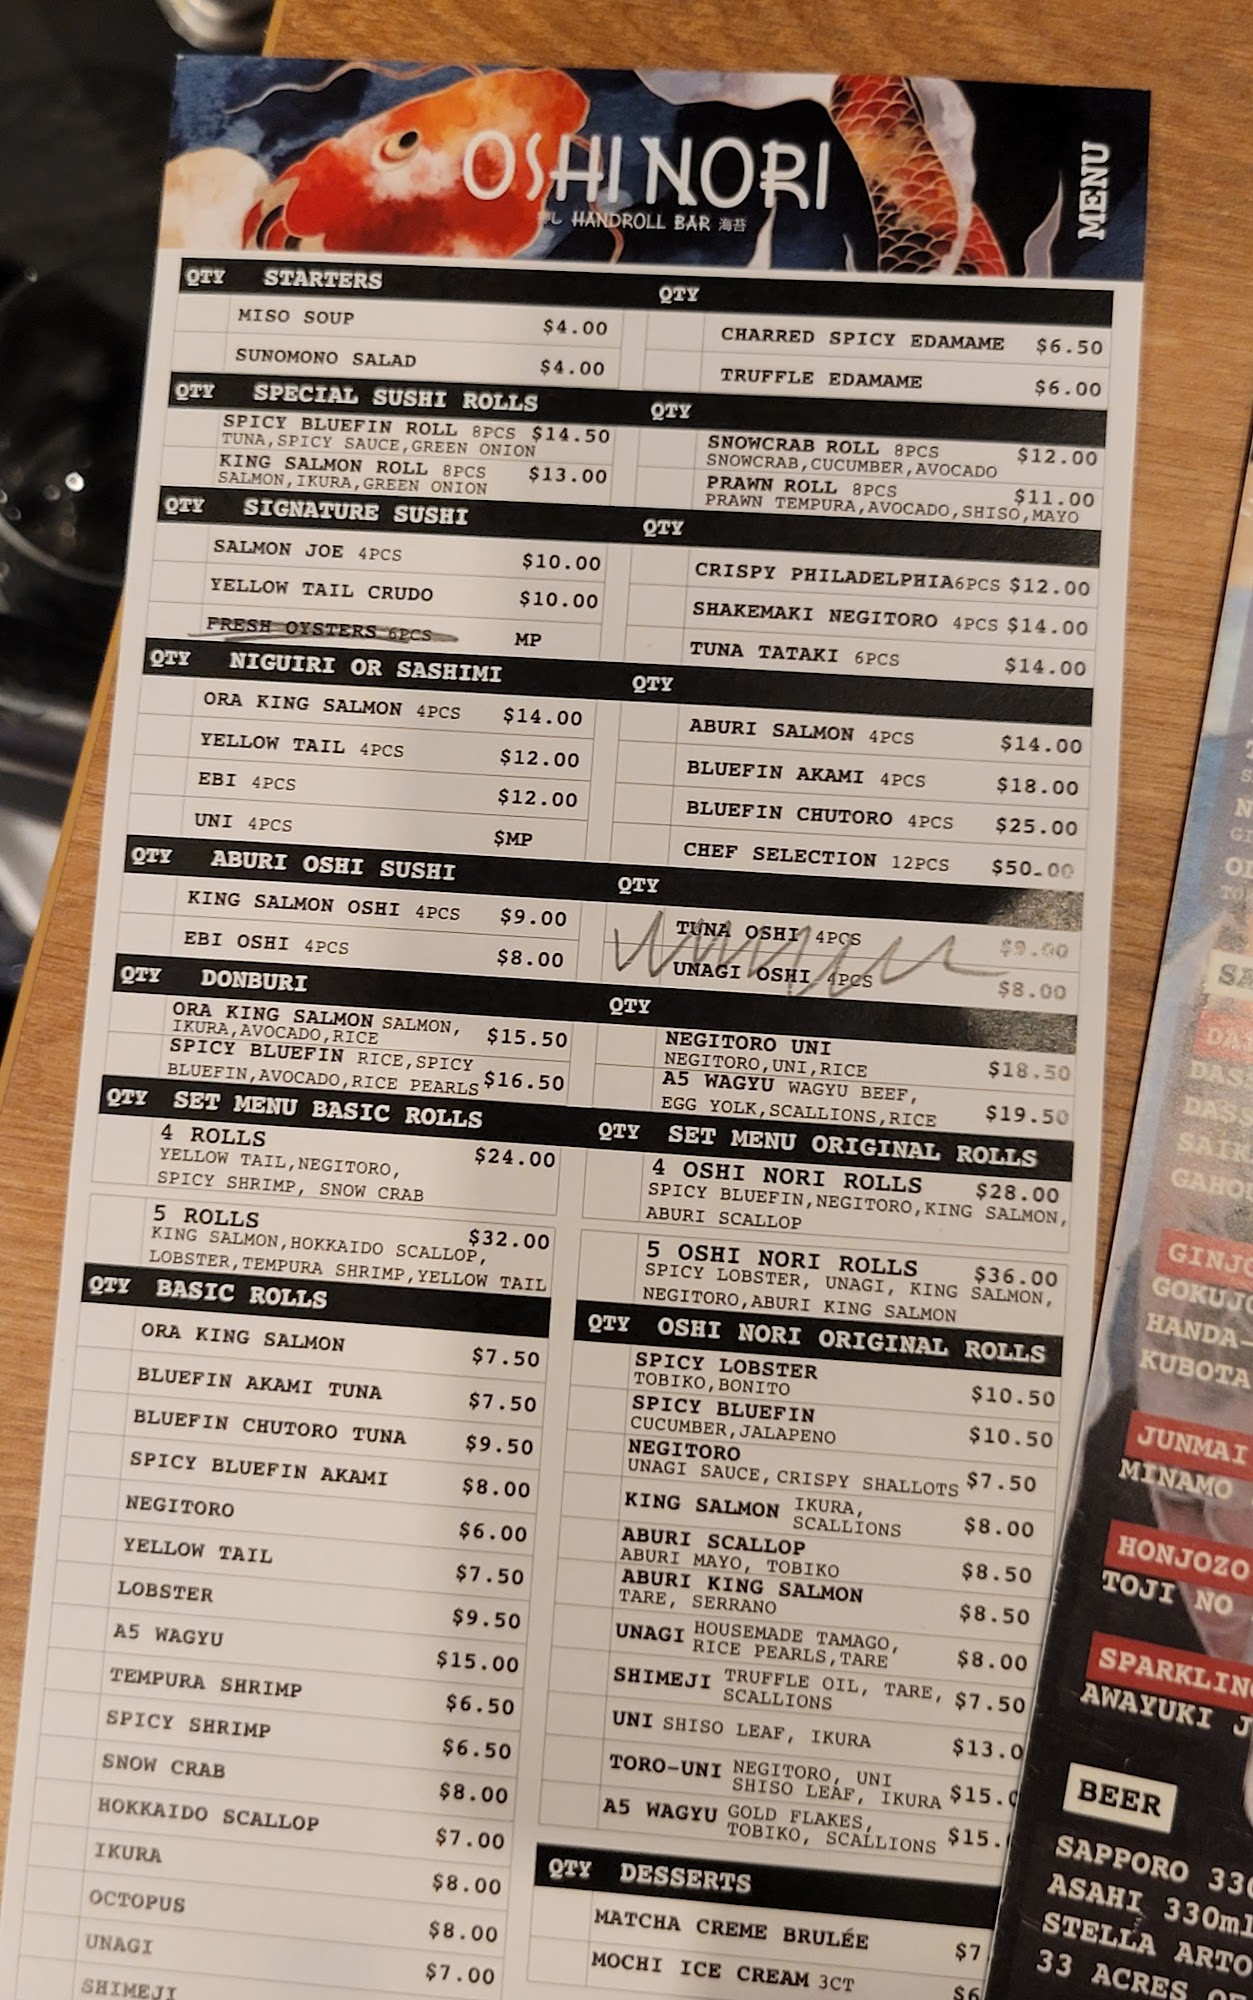 OSHI NORI
押し HANDROLL BAR 海苔
MENU
QTY STARTERS QTY
MISO SOUP $4.00
SUNOMONO SALAD $4.00
CHARRED SPICY EDAMAME $6.50
TRUFFLE EDAMAME $6.00
QTY SPECIAL SUSHI ROLLS QTY
SPICY BLUEFIN ROLL 8PCS $14.50
TUNA,SPICY SAUCE,GREEN ONION
KING SALMON ROLL 8PCS $13.00
SALMON,IKURA,GREEN ONION
SNOWCRAB ROLL 8PCS $12.00
SNOWCRAB,CUCUMBER,AVOCADO
PRAWN ROLL 8PCS $11.00
PRAWN TEMPURA,AVOCADO,SHISO,MAYO
QTY SIGNATURE SUSHI QTY
SALMON JOE 4PCS $10.00
YELLOW TAIL CRUDO $10.00
FRESH OYSTERS 6PCS MP
CRISPY PHILADELPHIA 6PCS $12.00
SHAKEMAKI NEGITORO 4PCS $14.00
TUNA TATAKI 6PCS $14.00
QTY NIGUIRI OR SASHIMI QTY
ORA KING SALMON 4PCS $14.00
YELLOW TAIL 4PCS $12.00
EBI 4PCS $12.00
UNI 4PCS $MP
ABURI SALMON 4PCS $14.00
BLUEFIN AKAMI 4PCS $18.00
BLUEFIN CHUTORO 4PCS $25.00
CHEF SELECTION 12PCS $50.00
QTY ABURI OSHI SUSHI QTY
KING SALMON OSHI 4PCS $9.00
EBI OSHI 4PCS $8.00
TUNA OSHI 4PCS $9.00
UNAGI OSHI 4PCS $8.00
QTY DONBURI QTY
ORA KING SALMON SALMON, $15.50
IKURA,AVOCADO,RICE
SPICY BLUEFIN RICE,SPICY
BLUEFIN,AVOCADO,RICE PEARLS $16.50
NEGITORO UNI
NEGITORO,UNI,RICE $18.50
A5 WAGYU WAGYU BEEF,
EGG YOLK,SCALLIONS,RICE $19.50
QTY SET MENU BASIC ROLLS
4 ROLLS $24.00
YELLOW TAIL,NEGITORO,
SPICY SHRIMP, SNOW CRAB
5 ROLLS $32.00
KING SALMON,HOKKAIDO SCALLOP,
LOBSTER,TEMPURA SHRIMP,YELLOW TAIL
QTY SET MENU ORIGINAL ROLLS
4 OSHI NORI ROLLS $28.00
SPICY BLUEFIN,NEGITORO,KING SALMON,
ABURI SCALLOP
5 OSHI NORI ROLLS $36.00
SPICY LOBSTER, UNAGI, KING SALMON,
NEGITORO,ABURI KING SALMON
QTY BASIC ROLLS
ORA KING SALMON $7.50
BLUEFIN AKAMI TUNA $7.50
BLUEFIN CHUTORO TUNA $9.50
SPICY BLUEFIN AKAMI $8.00
NEGITORO $6.00
YELLOW TAIL $7.50
LOBSTER $9.50
A5 WAGYU $15.00
TEMPURA SHRIMP $6.50
SPICY SHRIMP $6.50
SNOW CRAB $8.00
HOKKAIDO SCALLOP $7.00
IKURA $8.00
OCTOPUS $8.00
UNAGI $7.00
SHIMEJI
QTY OSHI NORI ORIGINAL ROLLS
SPICY LOBSTER
TOBIKO,BONITO $10.50
SPICY BLUEFIN
CUCUMBER,JALAPENO $10.50
NEGITORO
UNAGI SAUCE,CRISPY SHALLOTS $7.50
KING SALMON IKURA,
SCALLIONS $8.00
ABURI SCALLOP
ABURI MAYO, TOBIKO $8.50
ABURI KING SALMON
TARE, SERRANO $8.50
UNAGI HOUSEMADE TAMAGO,
RICE PEARLS,TARE $8.00
SHIMEJI TRUFFLE OIL, TARE, $7.50
SCALLIONS
UNI SHISO LEAF, IKURA $13.0
TORO-UNI NEGITORO, UNI
SHISO LEAF, IKURA $15.0
A5 WAGYU GOLD FLAKES,
TOBIKO, SCALLIONS $15.
QTY DESSERTS
MATCHA CREME BRULÉE $7
MOCHI ICE CREAM 3CT $6
GINJO
GOKUJO
HANDA-
KUBOTA
JUNMAI
MINAMO
HONJOZO
TOJI NO
SPARKLING
AWAYUKI J
BEER
SAPPORO 330
ASAHI 330ml
STELLA ARTO
33 ACRES OF